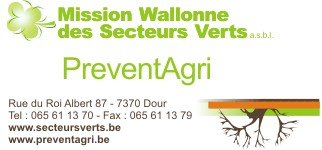 Mission Wallonne
des Secteurs Verts a.s.b.l.
PreventAgri
Rue du Roi Albert 87 - 7370 Dour
Tel : 065 61 13 70 - Fax : 065 61 13 79
www.secteursverts.be
www.preventagri.be